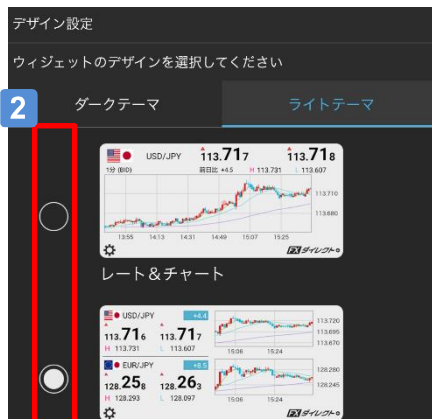 デザイン設定
ウィジェットのデザインを選択してください
2
ダークテーマ ライトテーマ
USD/JPY 113.717 113.718
1分 (BID) 前日比 +4.5 H 113.731 L 113.607
113.710
113.680
13:55 14:13 14:31 14:49 15:07 15:25
FXダイレクト
レート&チャート
USD/JPY +4.4
113.716 113.717
H 113.731 L 113.607
113.720
113.695
113.670
15:06 15:24
EUR/JPY +8.5
128.258 128.263
H 128.293 L 128.097
128.280
128.245
15:06 15:24
FXダイレクト